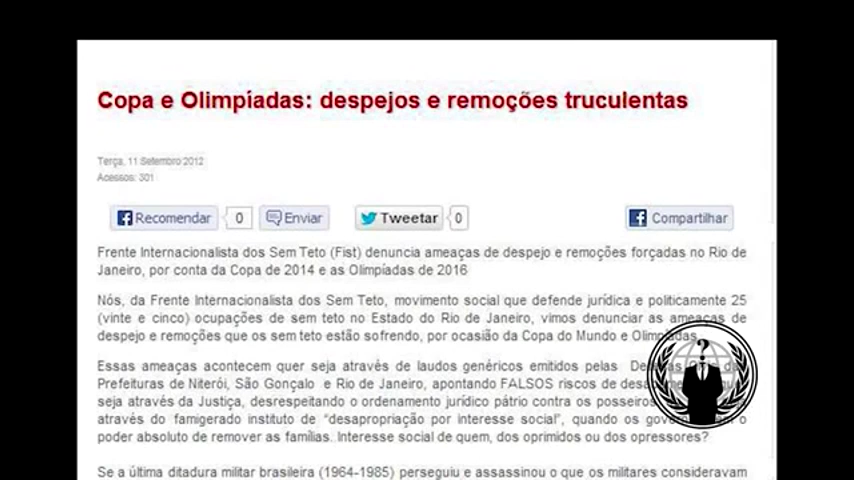 Copa e Olimpíadas: despejos e remoções truculentas
Terça, 11 Setembro 2012
Acessos: 301
Recomendar 0 Enviar Tweetar 0 Compartilhar
Frente Internacionalista dos Sem Teto (Fist) denuncia ameaças de despejo e remoções forçadas no Rio de
Janeiro, por conta da Copa de 2014 e as Olimpíadas de 2016
Nós, da Frente Internacionalista dos Sem Teto, movimento social que defende jurídica e politicamente 25
(vinte e cinco) ocupações de sem teto no Estado do Rio de Janeiro, vimos denunciar as ameaças de
despejo e remoções que os sem teto estão sofrendo, por ocasião da Copa do Mundo e Olimpíadas.
Essas ameaças acontecem quer seja através de laudos genéricos emitidos pelas
Prefeituras de Niterói, São Gonçalo e Rio de Janeiro, apontando FALSOS riscos de
seja através da Justiça, desrespeitando o ordenamento jurídico pátrio contra os posseiros
através do famigerado instituto de "desapropriação por interesse social", quando os o
poder absoluto de remover as famílias. Interesse social de quem, dos oprimidos ou dos opressores?
Se a última ditadura militar brasileira (1964-1985) perseguiu e assassinou o que os militares consideravam
?